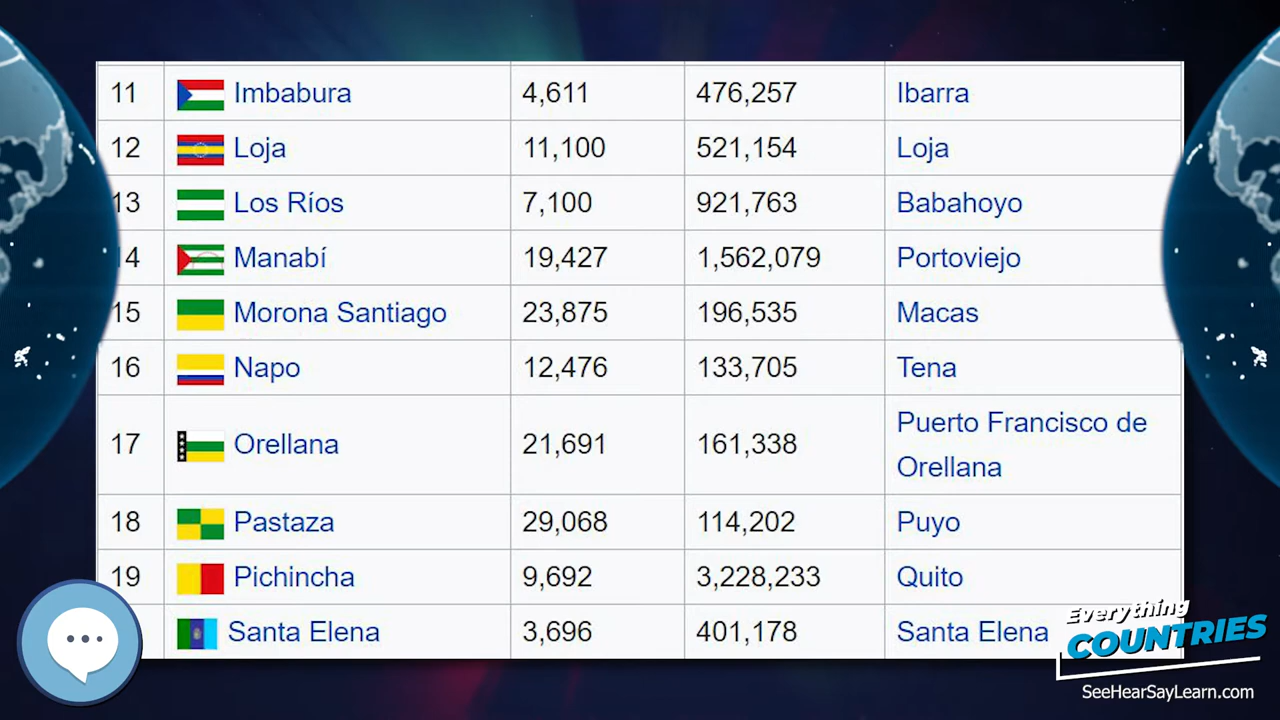 11 Imbabura 4,611 476,257 Ibarra
12 Loja 11,100 521,154 Loja
13 Los Ríos 7,100 921,763 Babahoyo
14 Manabí 19,427 1,562,079 Portoviejo
15 Morona Santiago 23,875 196,535 Macas
16 Napo 12,476 133,705 Tena
17 Orellana 21,691 161,338 Puerto Francisco de
Orellana
18 Pastaza 29,068 114,202 Puyo
19 Pichincha 9,692 3,228,233 Quito
Santa Elena 3,696 401,178 Santa Elena
Everything
COUNTRIES
SeeHearSayLearn.com